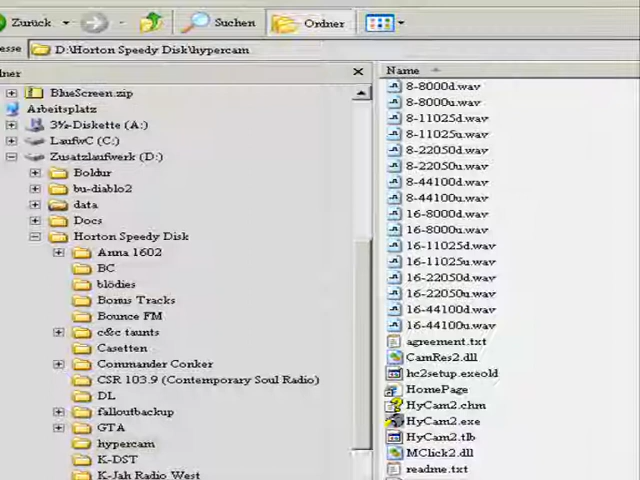 Zurück Suchen Ordner
esse D:\Horton Speedy Disk\hypercam
dner
BlueScreen.zip
Arbeitsplatz
3½-Diskette (A:)
LaufwC (C:)
Zusatzlaufwerk (D:)
Boldur
bu-diablo2
data
Docs
Horton Speedy Disk
Anna 1602
BC
blödies
Bonus Tracks
Bounce FM
c&c taunts
Casetten
Commander Conker
CSR 103.9 (Contemporary Soul Radio)
DL
falloutbackup
GTA
hypercam
K-DST
K-Jah Radio West
Name
8-8000d.wav
8-8000u.wav
8-11025d.wav
8-11025u.wav
8-22050d.wav
8-22050u.wav
8-44100d.wav
8-44100u.wav
16-8000d.wav
16-8000u.wav
16-11025d.wav
16-11025u.wav
16-22050d.wav
16-22050u.wav
16-44100d.wav
16-44100u.wav
agreement.txt
CamRes2.dll
hc2setup.exeold
HomePage
HyCam2.chm
HyCam2.exe
HyCam2.tlb
MClick2.dll
readme.txt